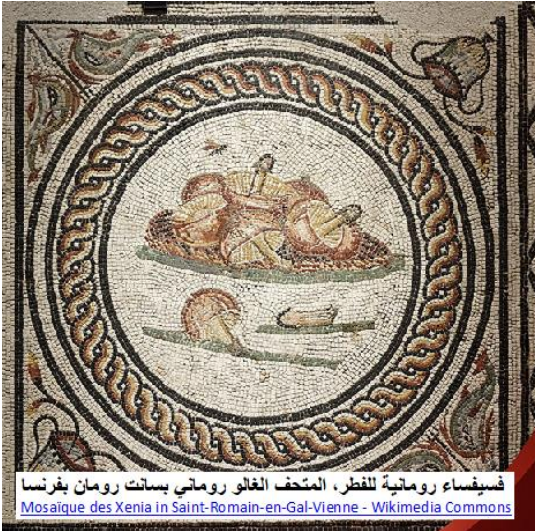 فسيفساء رومانية للفطر، المتحف الغالو روماني بسانت رومان بفرنسا
Mosaïque des Xenia in Saint-Romain-en-Gal-Vienne - Wikimedia Commons